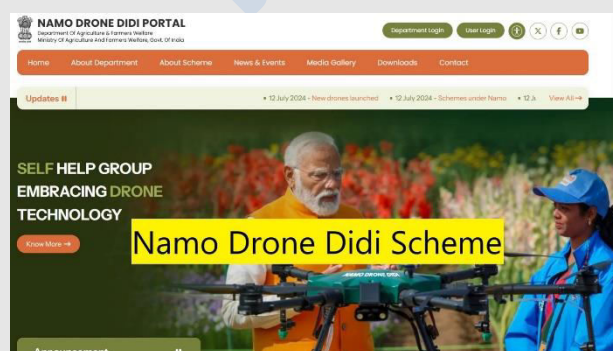 NAMO DRONE DIDI PORTAL
Department Of Agriculture & Farmers Welfare
Ministry Of Agriculture And Farmers Welfare, Govt. Of India
Department Login
User Login
Home
About Department
About Scheme
News & Events
Media Gallery
Downloads
Contact
Updates
• 12 July 2024 - New drones launched • 12 July 2024 - Schemes under Namo • 12 J
View All →
SELF HELP GROUP
EMBRACING DRONE
TECHNOLOGY
Know More →
Namo Drone Didi Scheme
Announcement